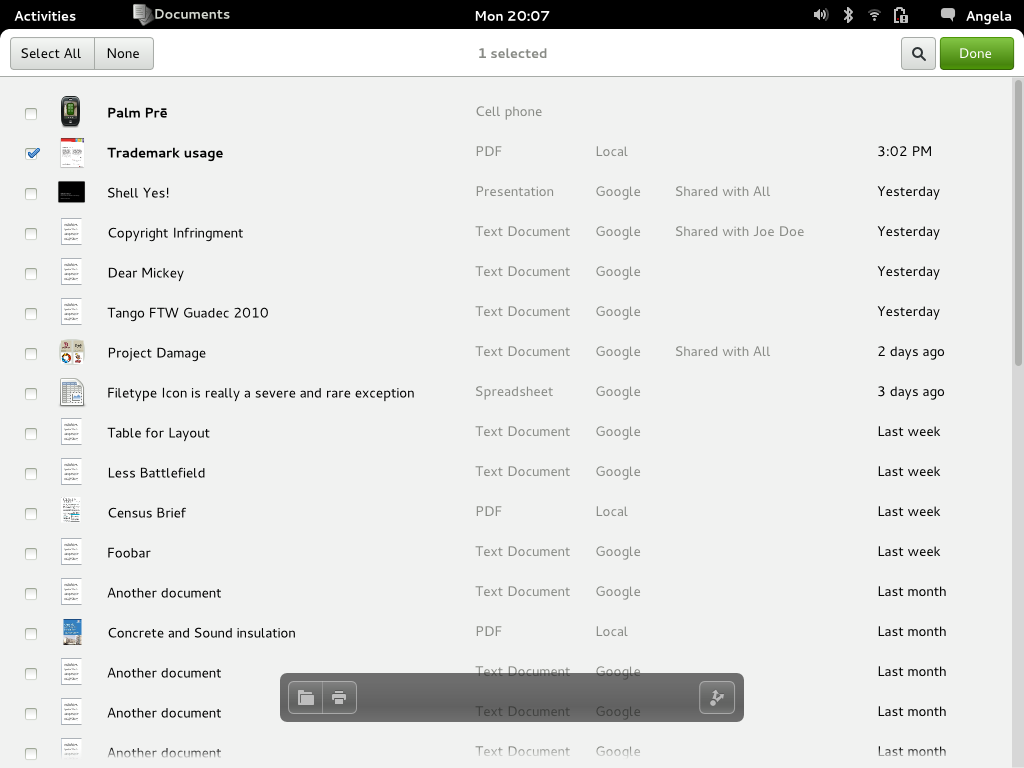 Activities Documents Mon 20:07 Angela
Select All None 1 selected Done
Palm Prē Cell phone
Trademark usage PDF Local 3:02 PM
Shell Yes! Presentation Google Shared with All Yesterday
Copyright Infringment Text Document Google Shared with Joe Doe Yesterday
Dear Mickey Text Document Google Yesterday
Tango FTW Guadec 2010 Text Document Google Yesterday
Project Damage Text Document Google Shared with All 2 days ago
Filetype Icon is really a severe and rare exception Spreadsheet Google 3 days ago
Table for Layout Text Document Google Last week
Less Battlefield Text Document Google Last week
Census Brief PDF Local Last week
Foobar Text Document Google Last week
Another document Text Document Google Last month
Concrete and Sound insulation PDF Local Last month
Another document Text Document Google Last month
Another document Text Document Google Last month
Another document Text Document Google Last month